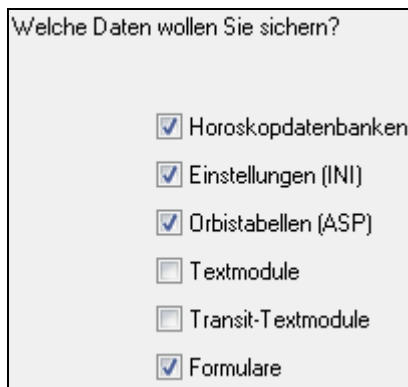 Welche Daten wollen Sie sichern?
Horoskopdatenbanken
Einstellungen (INI)
Orbistabellen (ASP)
Textmodule
Transit-Textmodule
Formulare